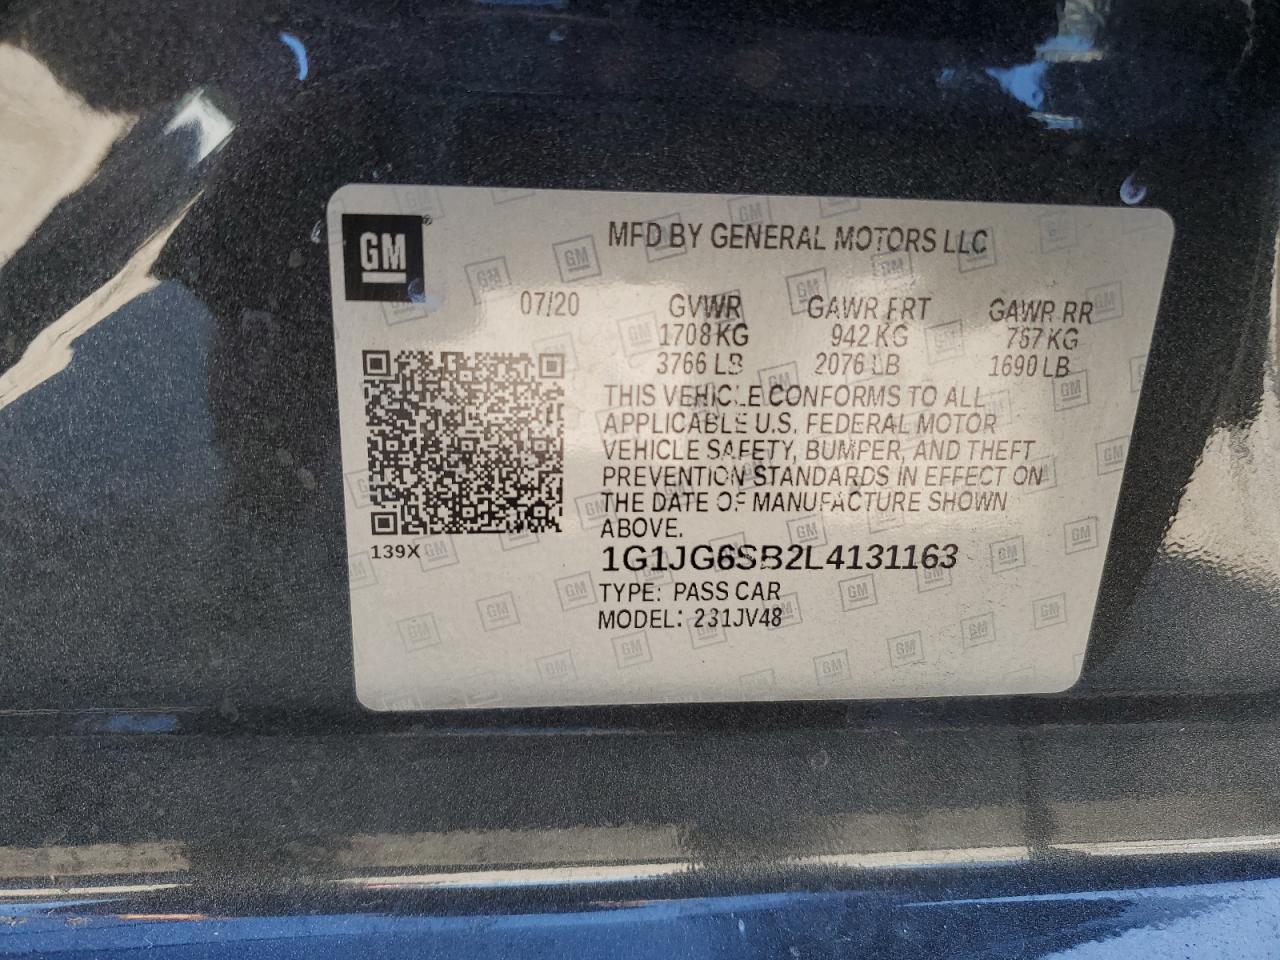 GM
MFD BY GENERAL MOTORS LLC
07/20 GVWR GAWR FRT GAWR RR
1708 KG 942 KG 767 KG
3766 LB 2076 LB 1690 LB
THIS VEHICLE CONFORMS TO ALL
APPLICABLE U.S. FEDERAL MOTOR
VEHICLE SAFETY, BUMPER, AND THEFT
PREVENTION STANDARDS IN EFFECT ON
THE DATE OF MANUFACTURE SHOWN
ABOVE.
139X
1G1JG6SB2L4131163
TYPE: PASS CAR
MODEL: 231JV48